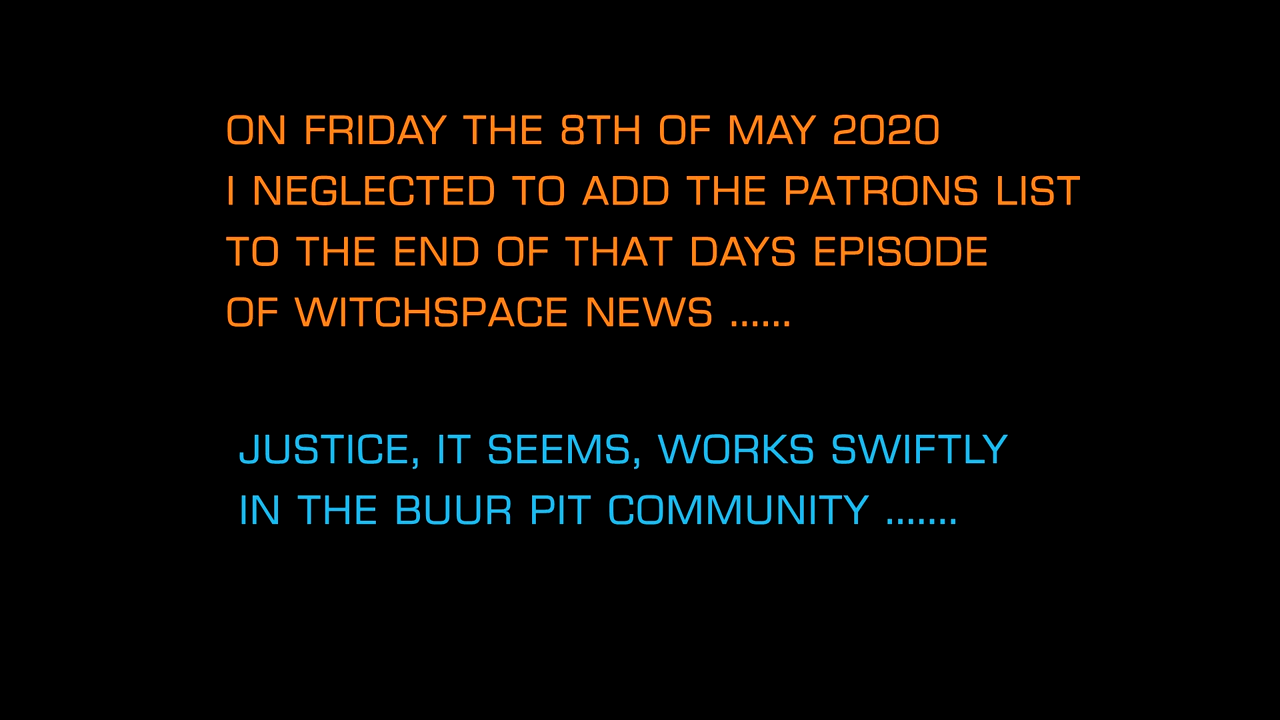 ON FRIDAY THE 8TH OF MAY 2020
I NEGLECTED TO ADD THE PATRONS LIST
TO THE END OF THAT DAYS EPISODE
OF WITCHSPACE NEWS ......
JUSTICE, IT SEEMS, WORKS SWIFTLY
IN THE BUUR PIT COMMUNITY .......